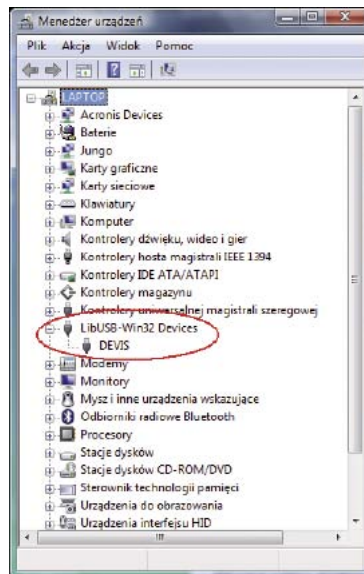 Menedżer urządzeń
Plik Akcja Widok Pomoc
LAPTOP
Acronis Devices
Baterie
Jungo
Karty graficzne
Karty sieciowe
Klawiatury
Komputer
Kontrolery dźwięku, wideo i gier
Kontrolery hosta magistrali IEEE 1394
Kontrolery IDE ATA/ATAPI
Kontrolery magazynu
Kontrolery uniwersalnej magistrali szeregowej
LibUSB-Win32 Devices
DEVIS
Modemy
Monitory
Mysz i inne urządzenia wskazujące
Odbiorniki radiowe Bluetooth
Procesory
Stacje dysków
Stacje dysków CD-ROM/DVD
Sterownik technologii pamięci
Urządzenia do obrazowania
Urządzenia interfejsu HID